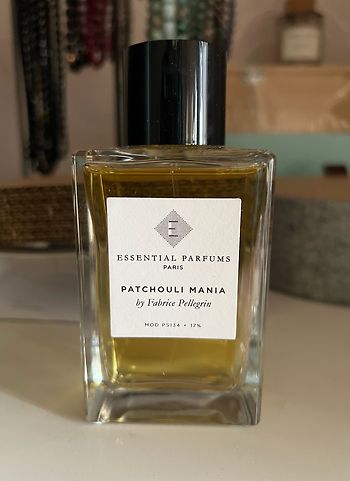 E
ESSENTIAL PARFUMS
PARIS
PATCHOULI MANIA
by Fabrice Pellegrin
MOD PS134 • 17%